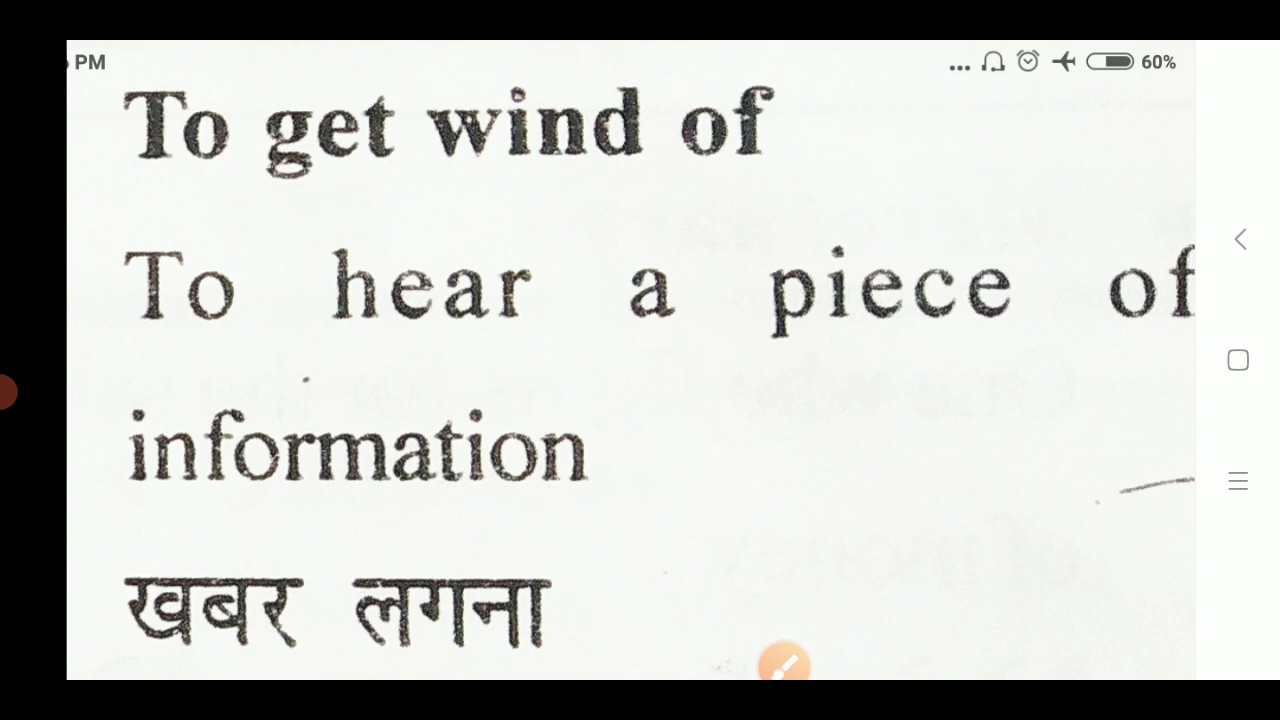 PM
... 60%
To get wind of
To hear a piece of
information
खबर लगना